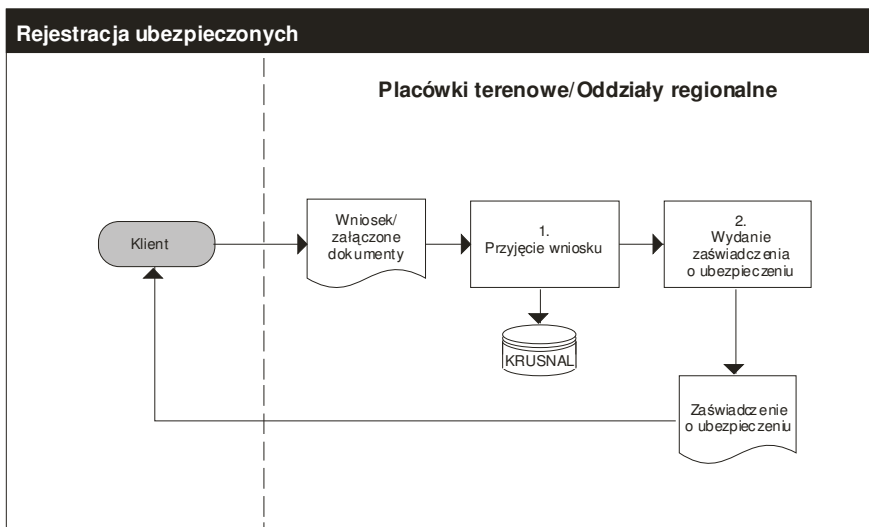 Rejestracja ubezpieczonych
Placówki terenowe/Oddziały regionalne
Klient
Wniosek/
załączone
dokumenty
1.
Przyjęcie wniosku
2.
Wydanie
zaświadczenia
o ubezpieczeniu
KRUSNAL
Zaświadczenie
o ubezpieczeniu